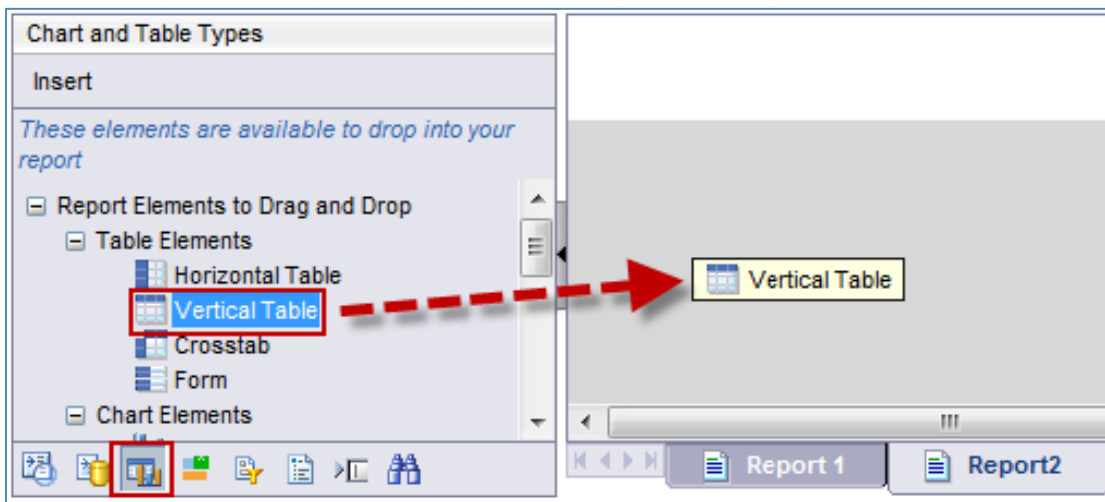 Chart and Table Types
Insert
These elements are available to drop into your
report
Report Elements to Drag and Drop
Table Elements
Horizontal Table
Vertical Table
Vertical Table
Crosstab
Form
Chart Elements
Report 1
Report2